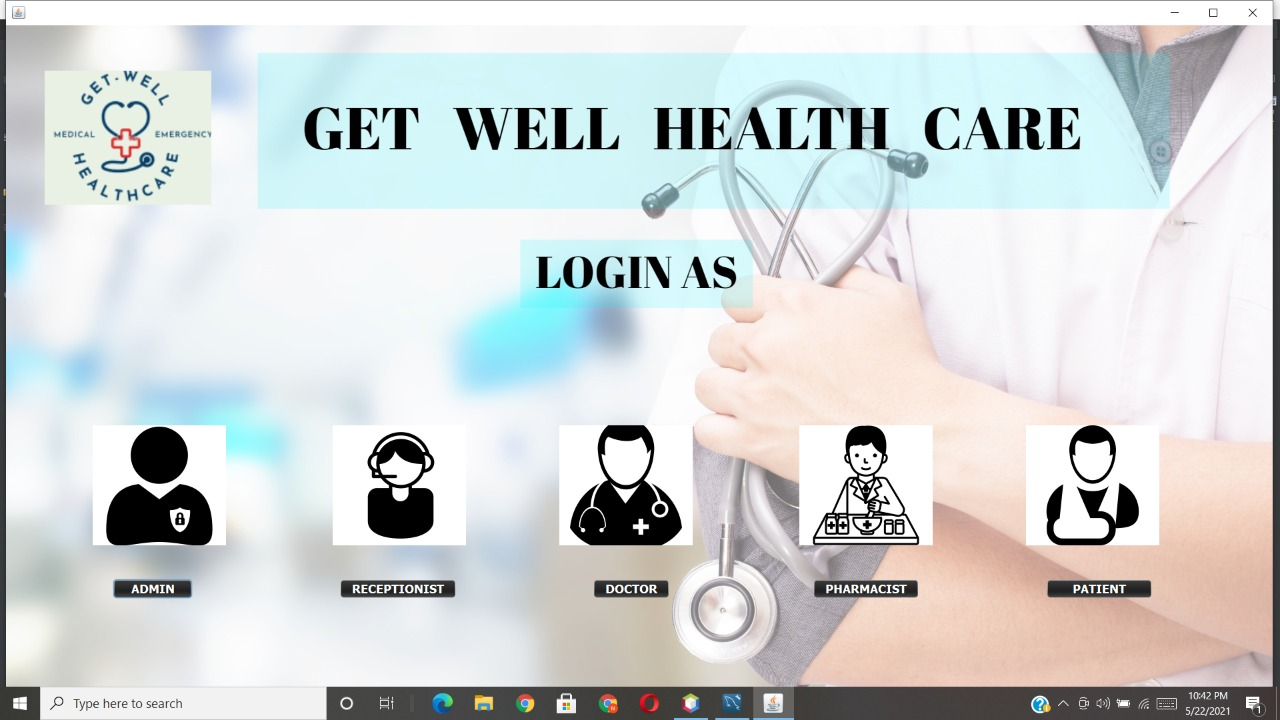 GET-WELL
MEDICAL EMERGENCY
HEALTHCARE
GET WELL HEALTH CARE
LOGIN AS
ADMIN
RECEPTIONIST
DOCTOR
PHARMACIST
PATIENT
Type here to search
10:42 PM
5/22/2021